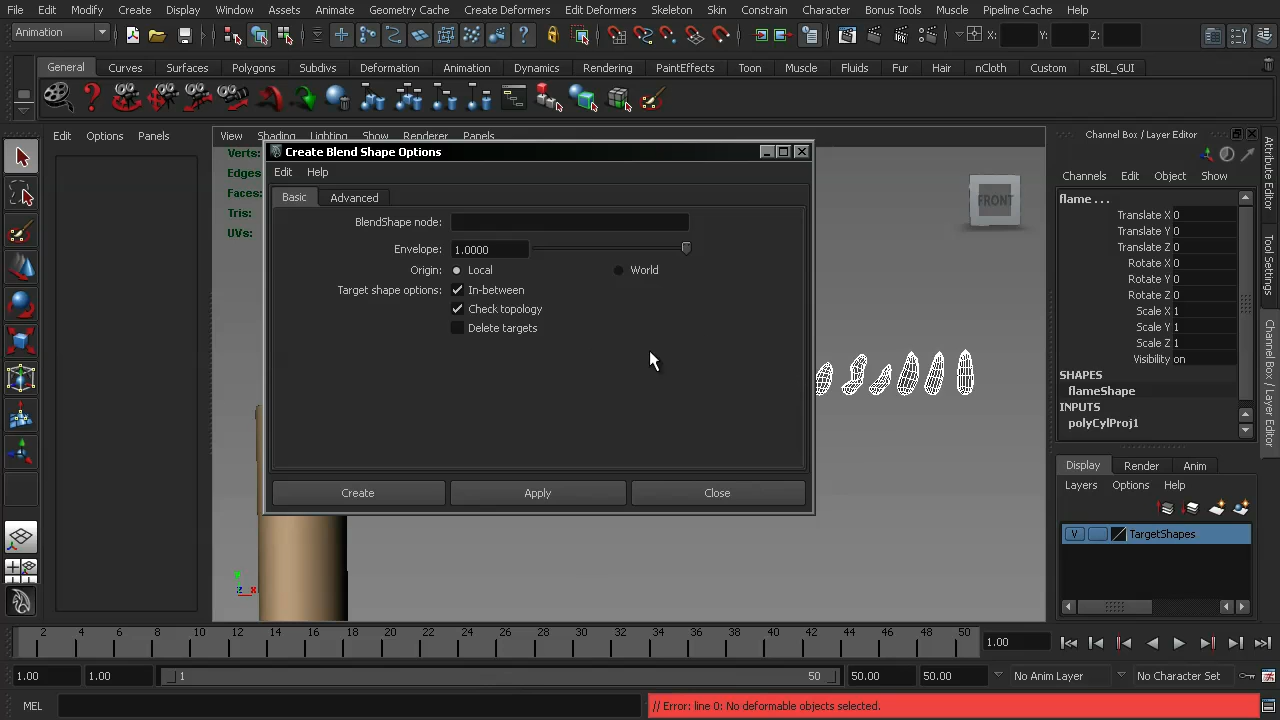 File Edit Modify Create Display Window Assets Animate Geometry Cache Create Deformers Edit Deformers Skeleton Skin Constrain Character Bonus Tools Muscle Pipeline Cache Help
Animation X: Y: Z:
General Curves Surfaces Polygons Subdivs Deformation Animation Dynamics Rendering PaintEffects Toon Muscle Fluids Fur Hair nCloth Custom sIBL_GUI
Edit Options Panels
View Shading Lighting Show Renderer Panels
Verts:
Edges
Faces:
Tris:
UVs:
FRONT
Create Blend Shape Options
Edit Help
Basic Advanced
BlendShape node:
Envelope: 1.0000
Origin: Local World
Target shape options: In-between
Check topology
Delete targets
Create Apply Close
Channel Box / Layer Editor
Channels Edit Object Show
flame . . .
Translate X 0
Translate Y 0
Translate Z 0
Rotate X 0
Rotate Y 0
Rotate Z 0
Scale X 1
Scale Y 1
Scale Z 1
Visibility on
SHAPES
flameShape
INPUTS
polyCylProj1
Display Render Anim
Layers Options Help
V TargetShapes
Attribute Editor
Tool Settings
Channel Box / Layer Editor
z x
2 4 6 8 10 12 14 16 18 20 22 24 26 28 30 32 34 36 38 40 42 44 46 48 50 1.00
1.00 1.00 1 50 50.00 50.00 No Anim Layer No Character Set
MEL // Error: line 0: No deformable objects selected.